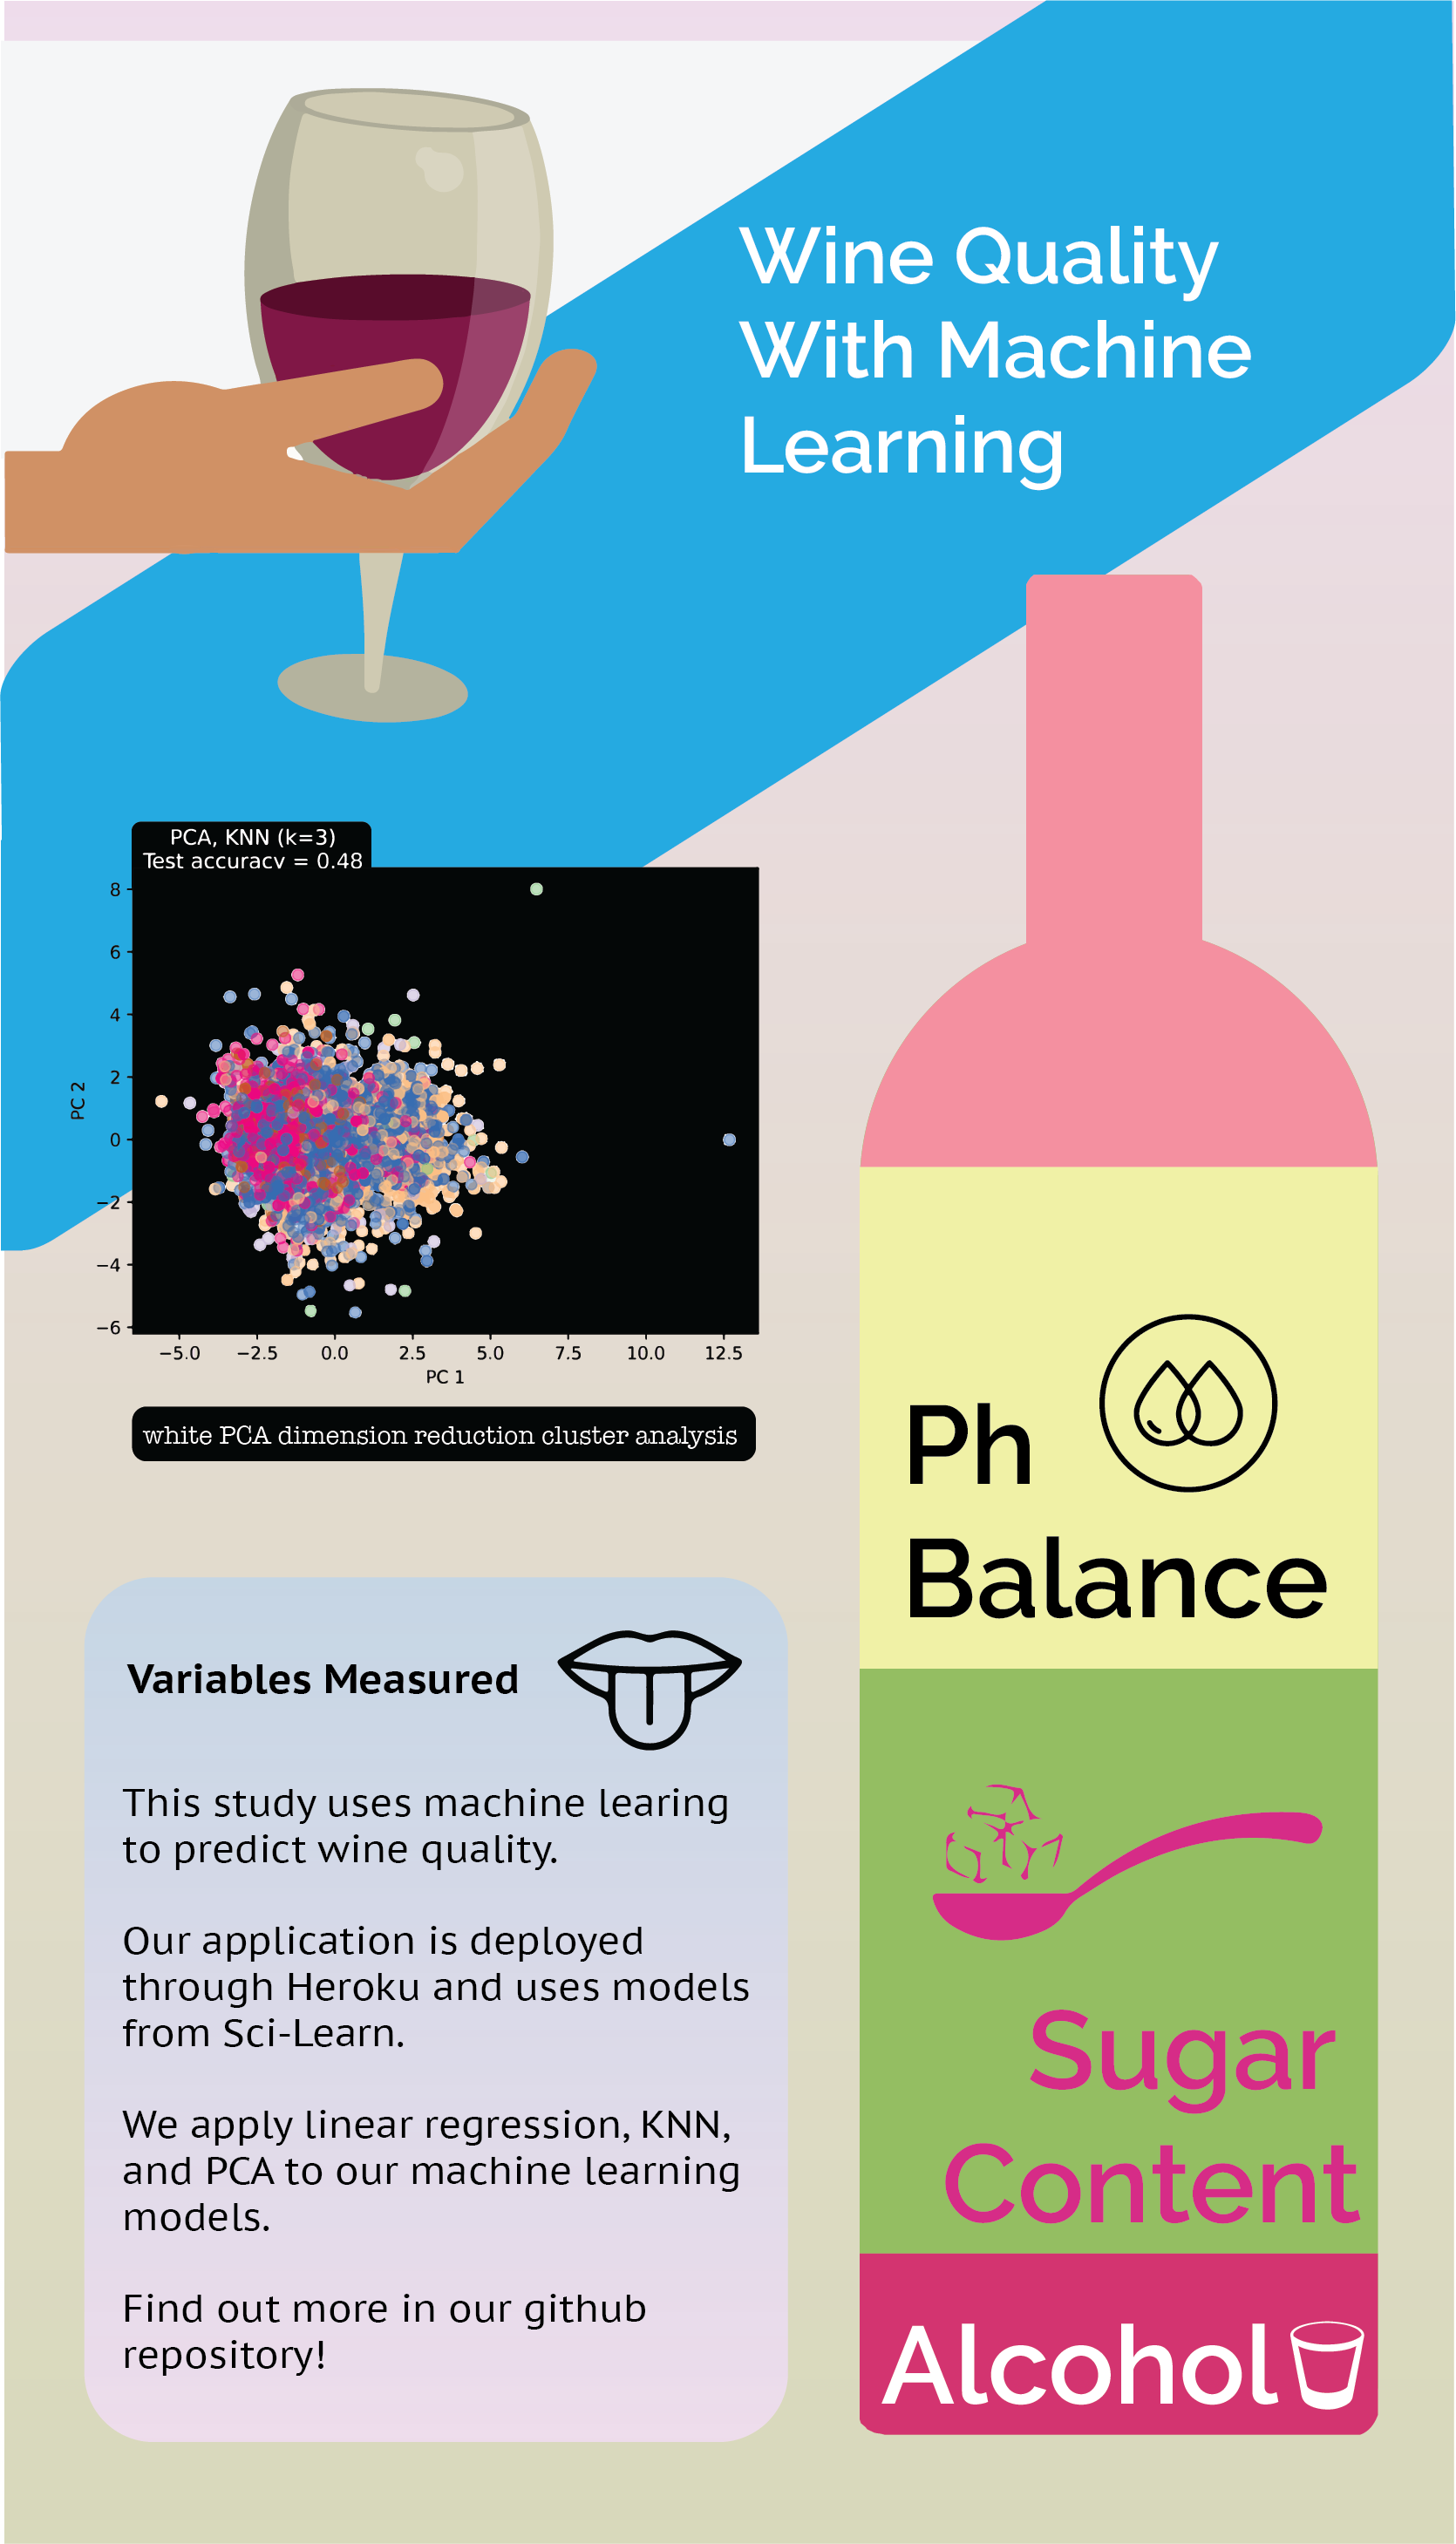 Wine Quality
With Machine
Learning
PCA, KNN (k=3)
Test accuracy = 0.48
8
6
4
2
0
−2
−4
−6
PC 2
−5.0 −2.5 0.0 2.5 5.0 7.5 10.0 12.5
PC 1
white PCA dimension reduction cluster analysis
Variables Measured
This study uses machine learing
to predict wine quality.
Our application is deployed
through Heroku and uses models
from Sci-Learn.
We apply linear regression, KNN,
and PCA to our machine learning
models.
Find out more in our github
repository!
Ph
Balance
Sugar
Content
Alcohol